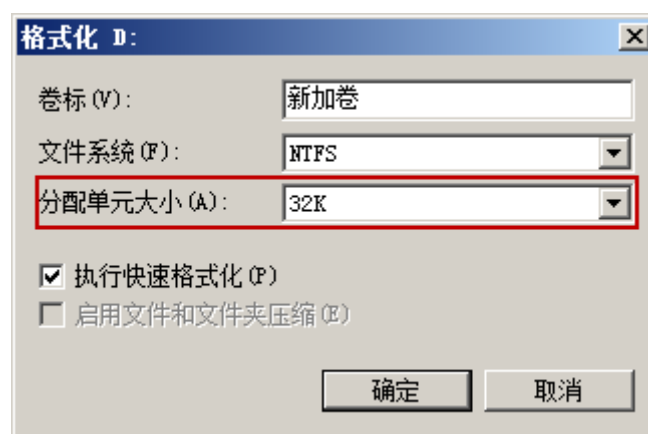 格式化 D:
卷标(V): 新加卷
文件系统(F): NTFS
分配单元大小(A): 32K
执行快速格式化(P)
启用文件和文件夹压缩(E)
确定 取消